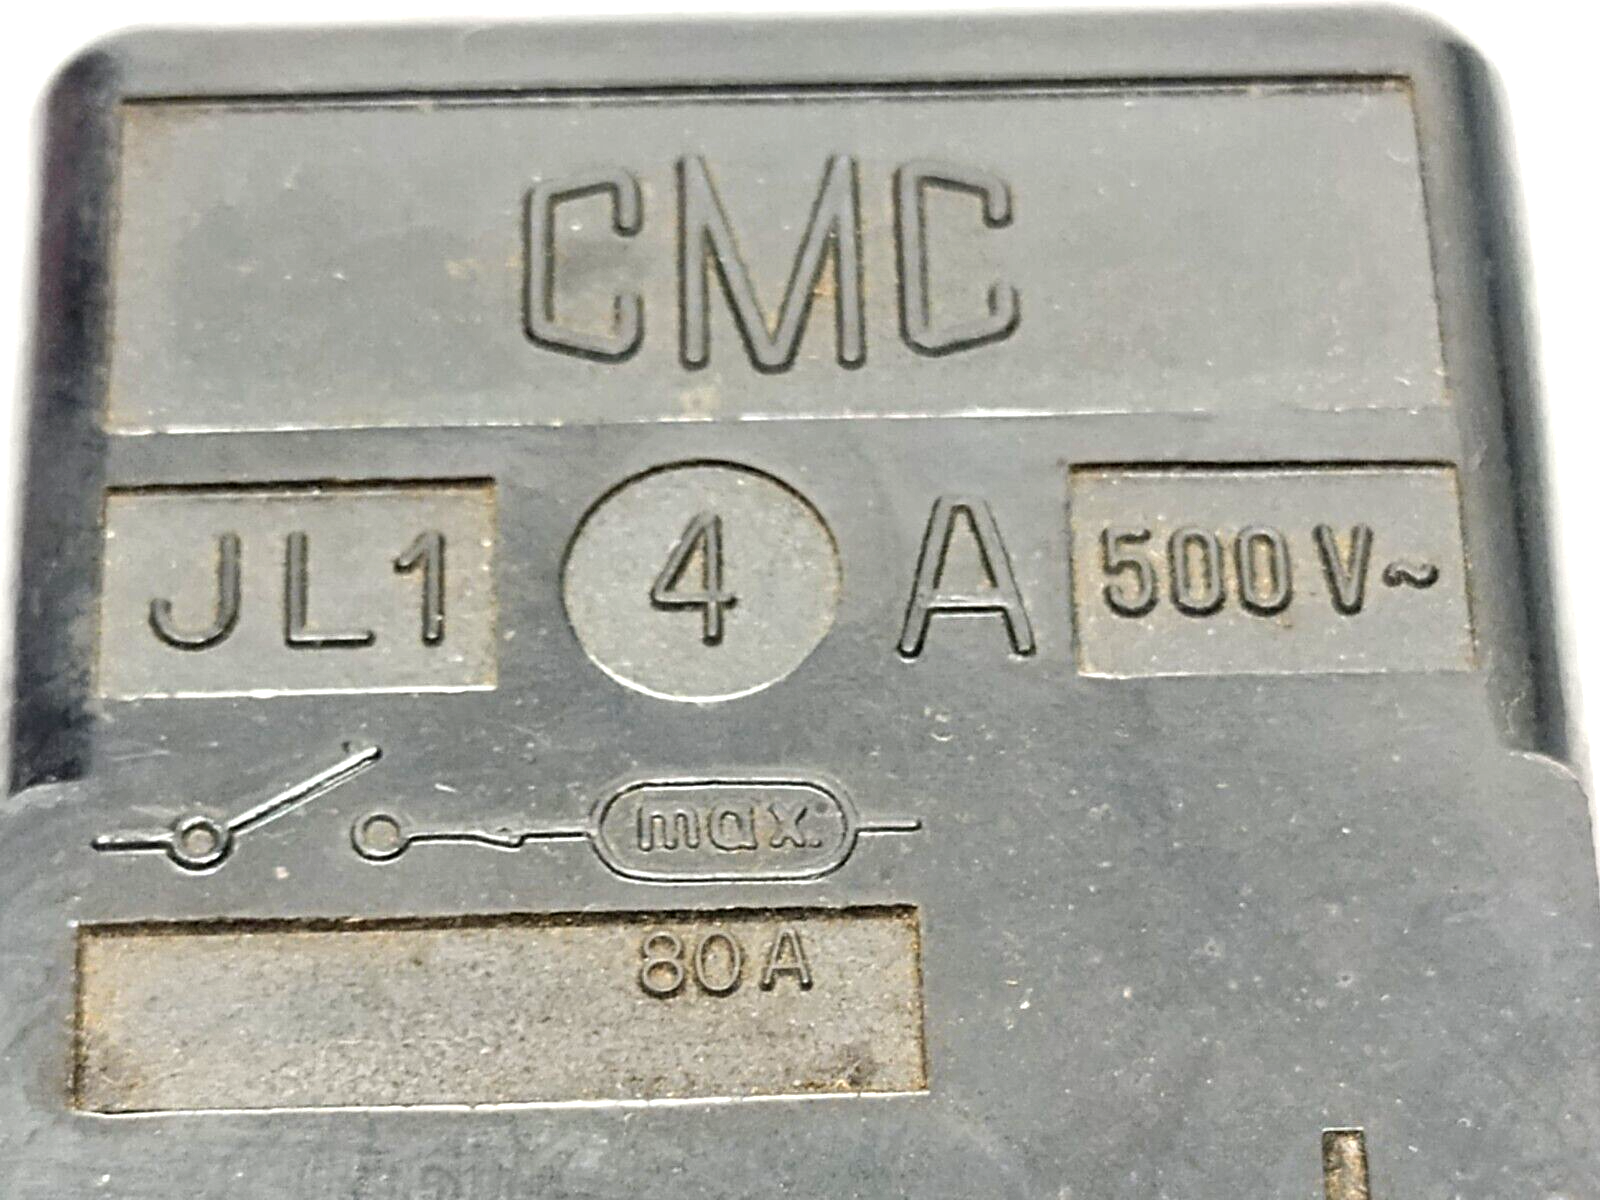 CMC
JL1 4 A 500V~
max.
80A